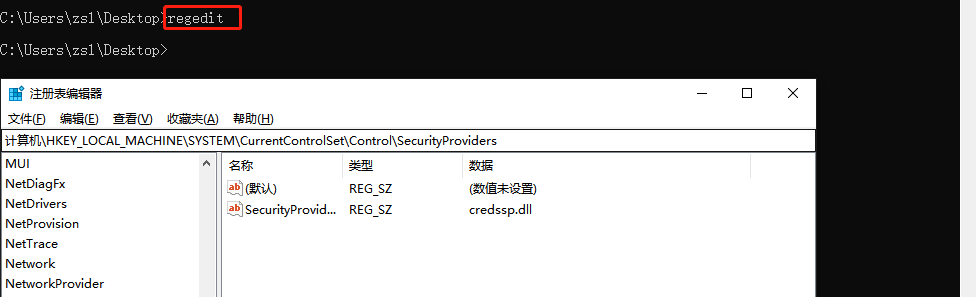 C:\Users\zsl\Desktop>regedit
C:\Users\zsl\Desktop>
注册表编辑器
文件(F) 编辑(E) 查看(V) 收藏夹(A) 帮助(H)
计算机\HKEY_LOCAL_MACHINE\SYSTEM\CurrentControlSet\Control\SecurityProviders
MUI
NetDiagFx
NetDrivers
NetProvision
NetTrace
Network
NetworkProvider
名称 类型 数据
ab (默认) REG_SZ (数值未设置)
ab SecurityProvid... REG_SZ credssp.dll